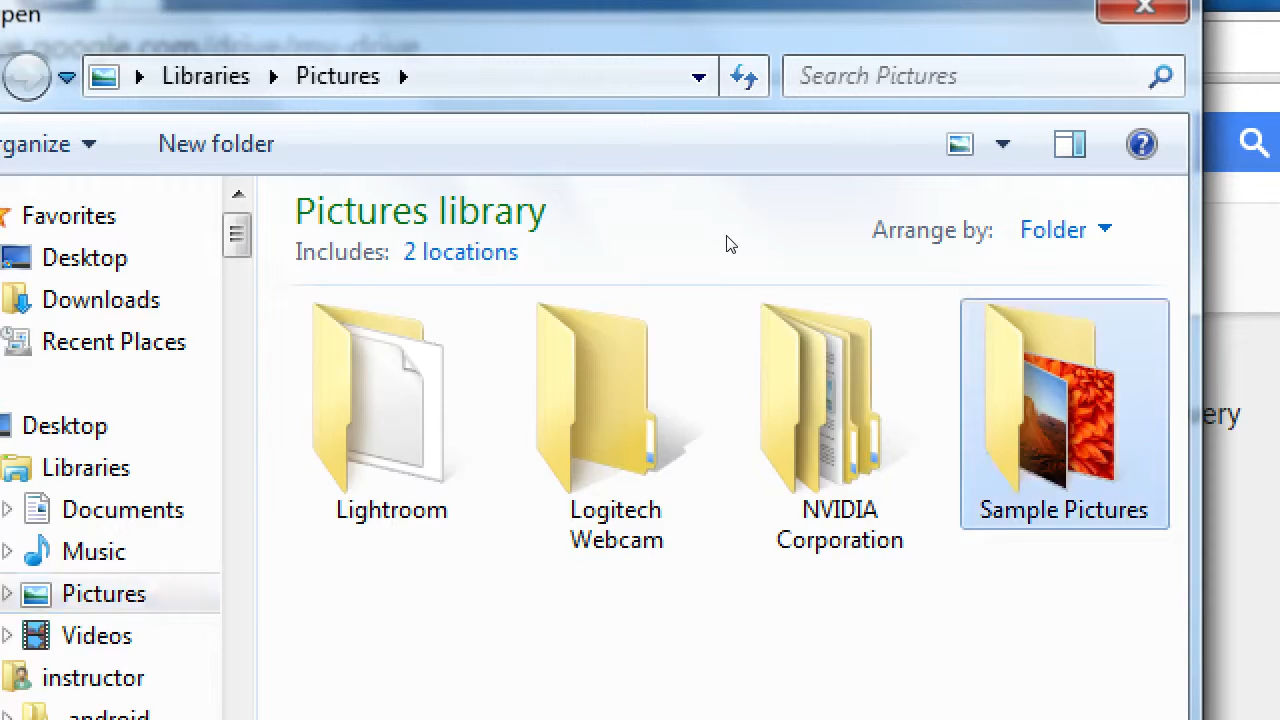 pen
Libraries Pictures
Search Pictures
rganize
New folder
Pictures library
Includes: 2 locations
Arrange by: Folder
Favorites
Desktop
Downloads
Recent Places
Desktop
Libraries
Documents
Music
Pictures
Videos
instructor
.android
Lightroom
Logitech
Webcam
NVIDIA
Corporation
Sample Pictures
ery